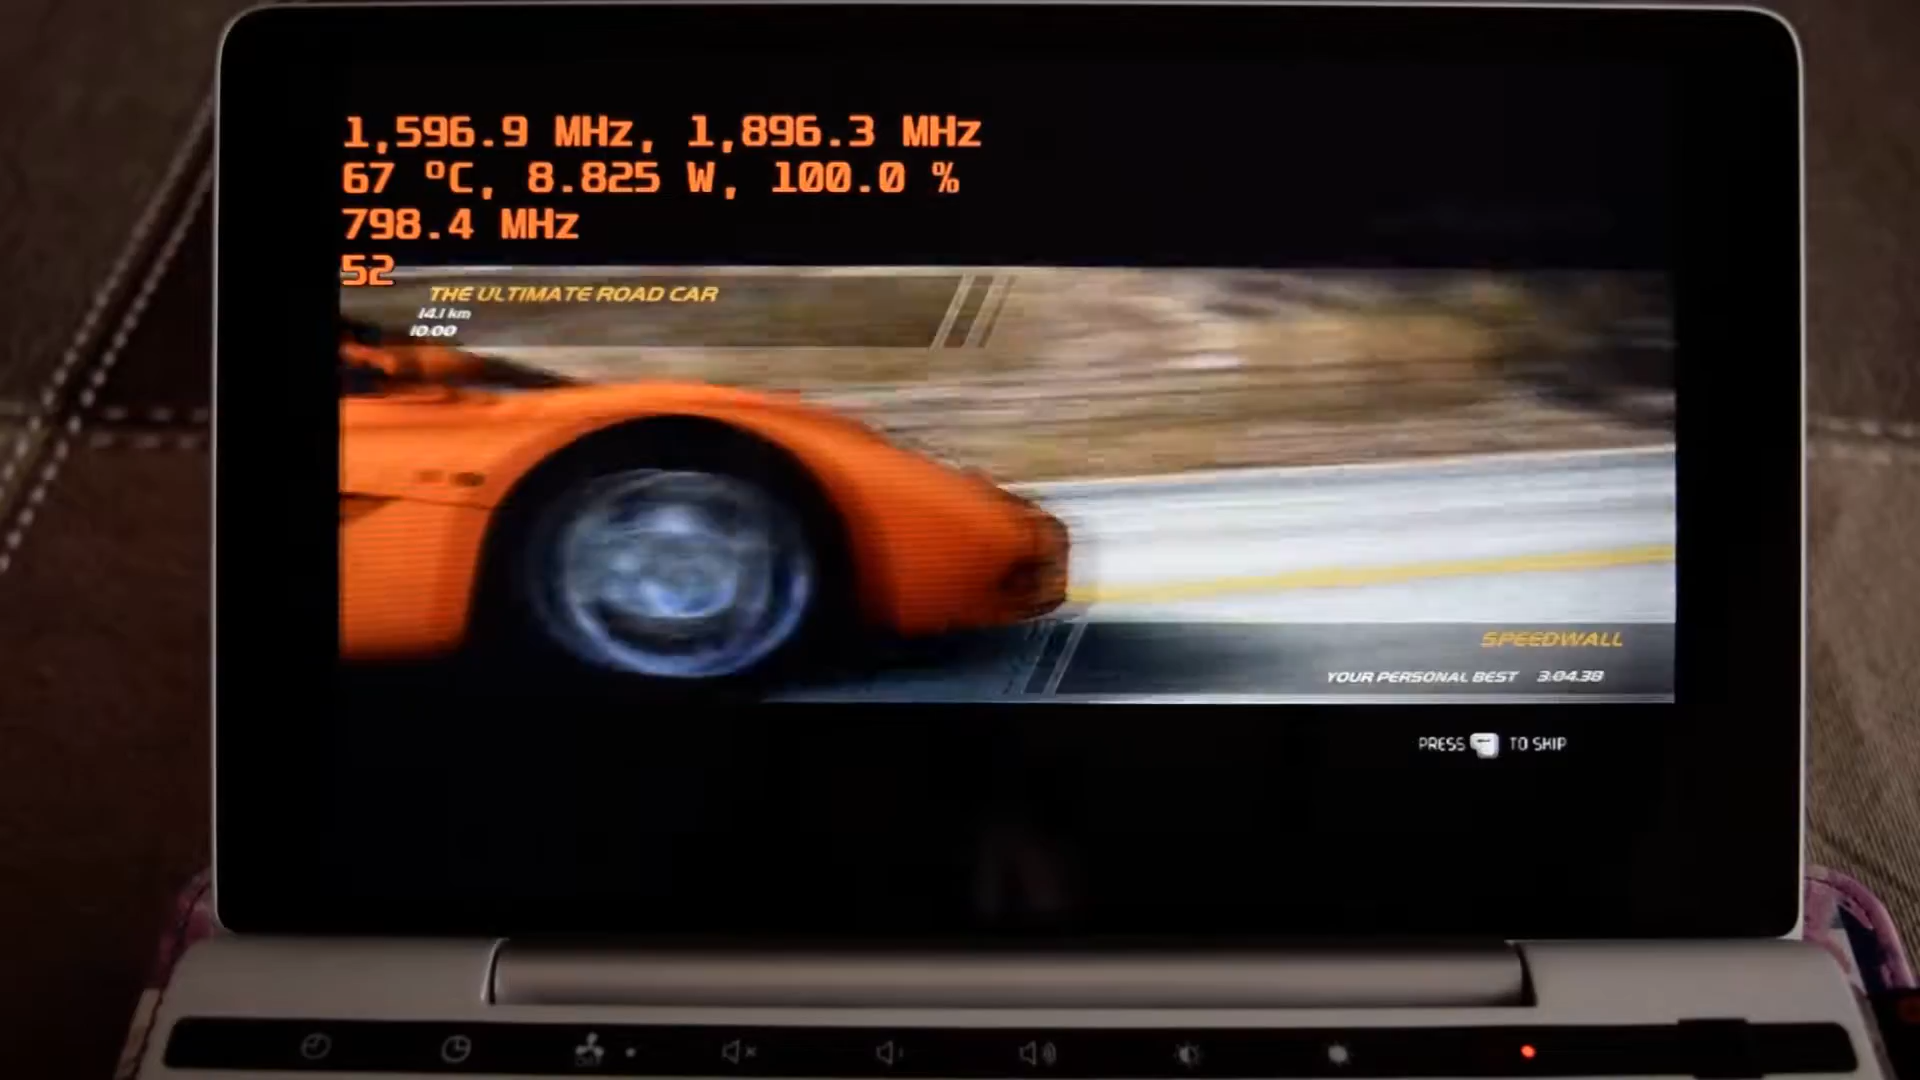 1,596.9 MHz, 1,896.3 MHz
67 ºC, 8.825 W, 100.0 %
798.4 MHz
52
THE ULTIMATE ROAD CAR
14.1 km
10:00
SPEEDWALL
YOUR PERSONAL BEST 3:04.38
PRESS TO SKIP